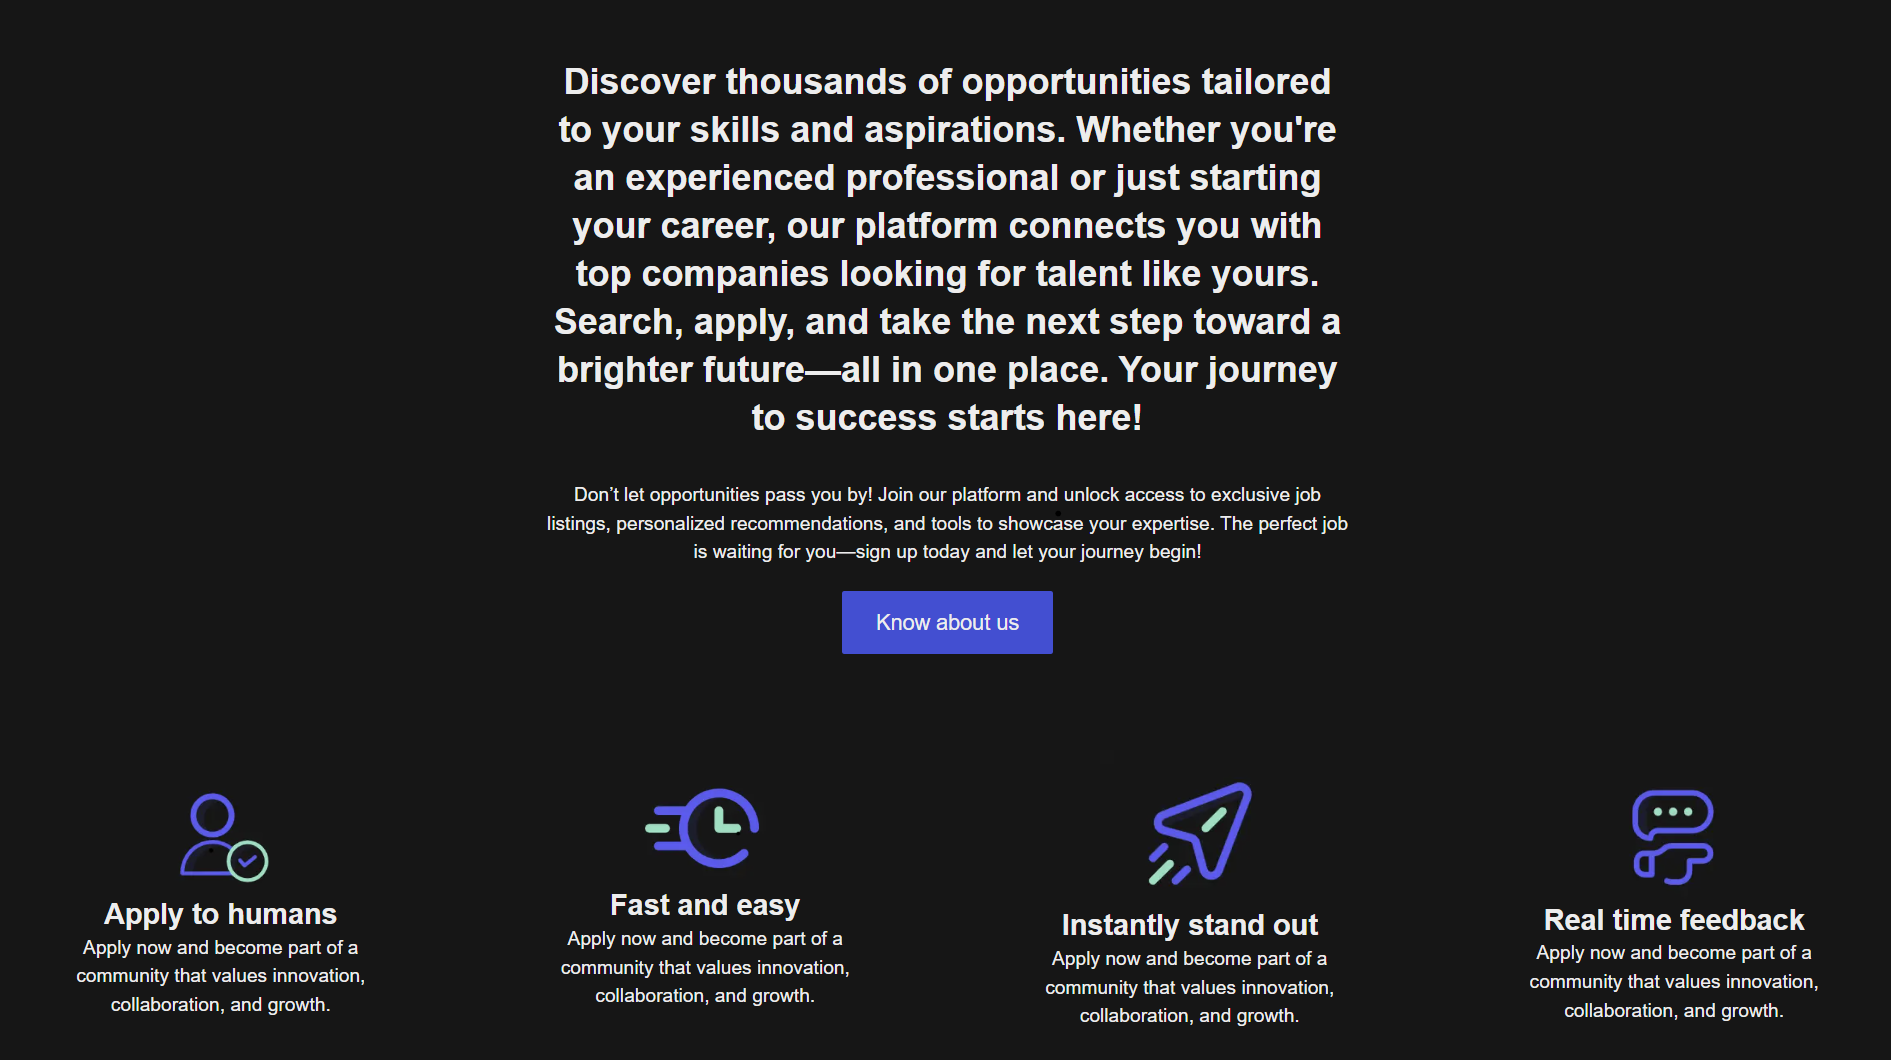 Discover thousands of opportunities tailored
to your skills and aspirations. Whether you're
an experienced professional or just starting
your career, our platform connects you with
top companies looking for talent like yours.
Search, apply, and take the next step toward a
brighter future—all in one place. Your journey
to success starts here!
Don’t let opportunities pass you by! Join our platform and unlock access to exclusive job
listings, personalized recommendations, and tools to showcase your expertise. The perfect job
is waiting for you—sign up today and let your journey begin!
Know about us
Apply to humans
Apply now and become part of a
community that values innovation,
collaboration, and growth.
Fast and easy
Apply now and become part of a
community that values innovation,
collaboration, and growth.
Instantly stand out
Apply now and become part of a
community that values innovation,
collaboration, and growth.
Real time feedback
Apply now and become part of a
community that values innovation,
collaboration, and growth.